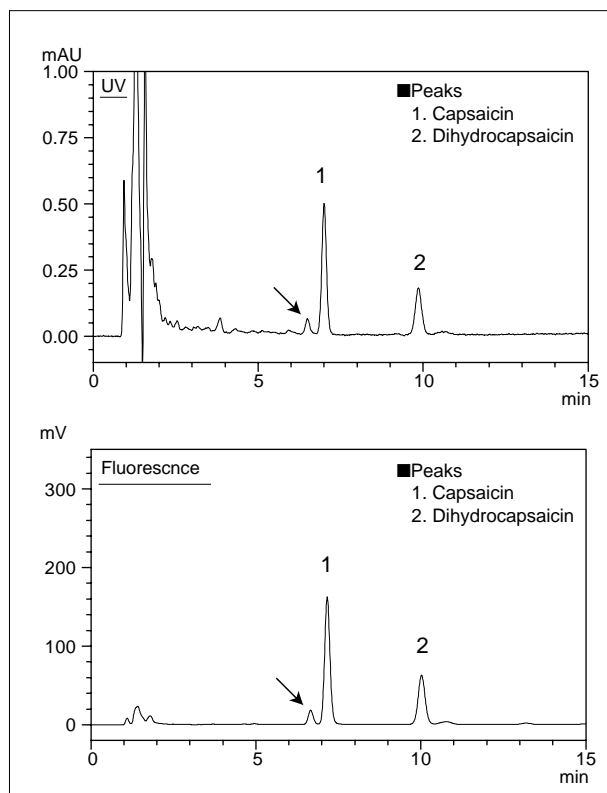 mAU
1.00
UV
■Peaks
1. Capsaicin
2. Dihydrocapsaicin
0.75
1
0.50
2
0.25
0.00
0 5 10 15
min
mV
Fluorescnce
■Peaks
1. Capsaicin
2. Dihydrocapsaicin
300
200
1
100
2
0
0 5 10 15
min